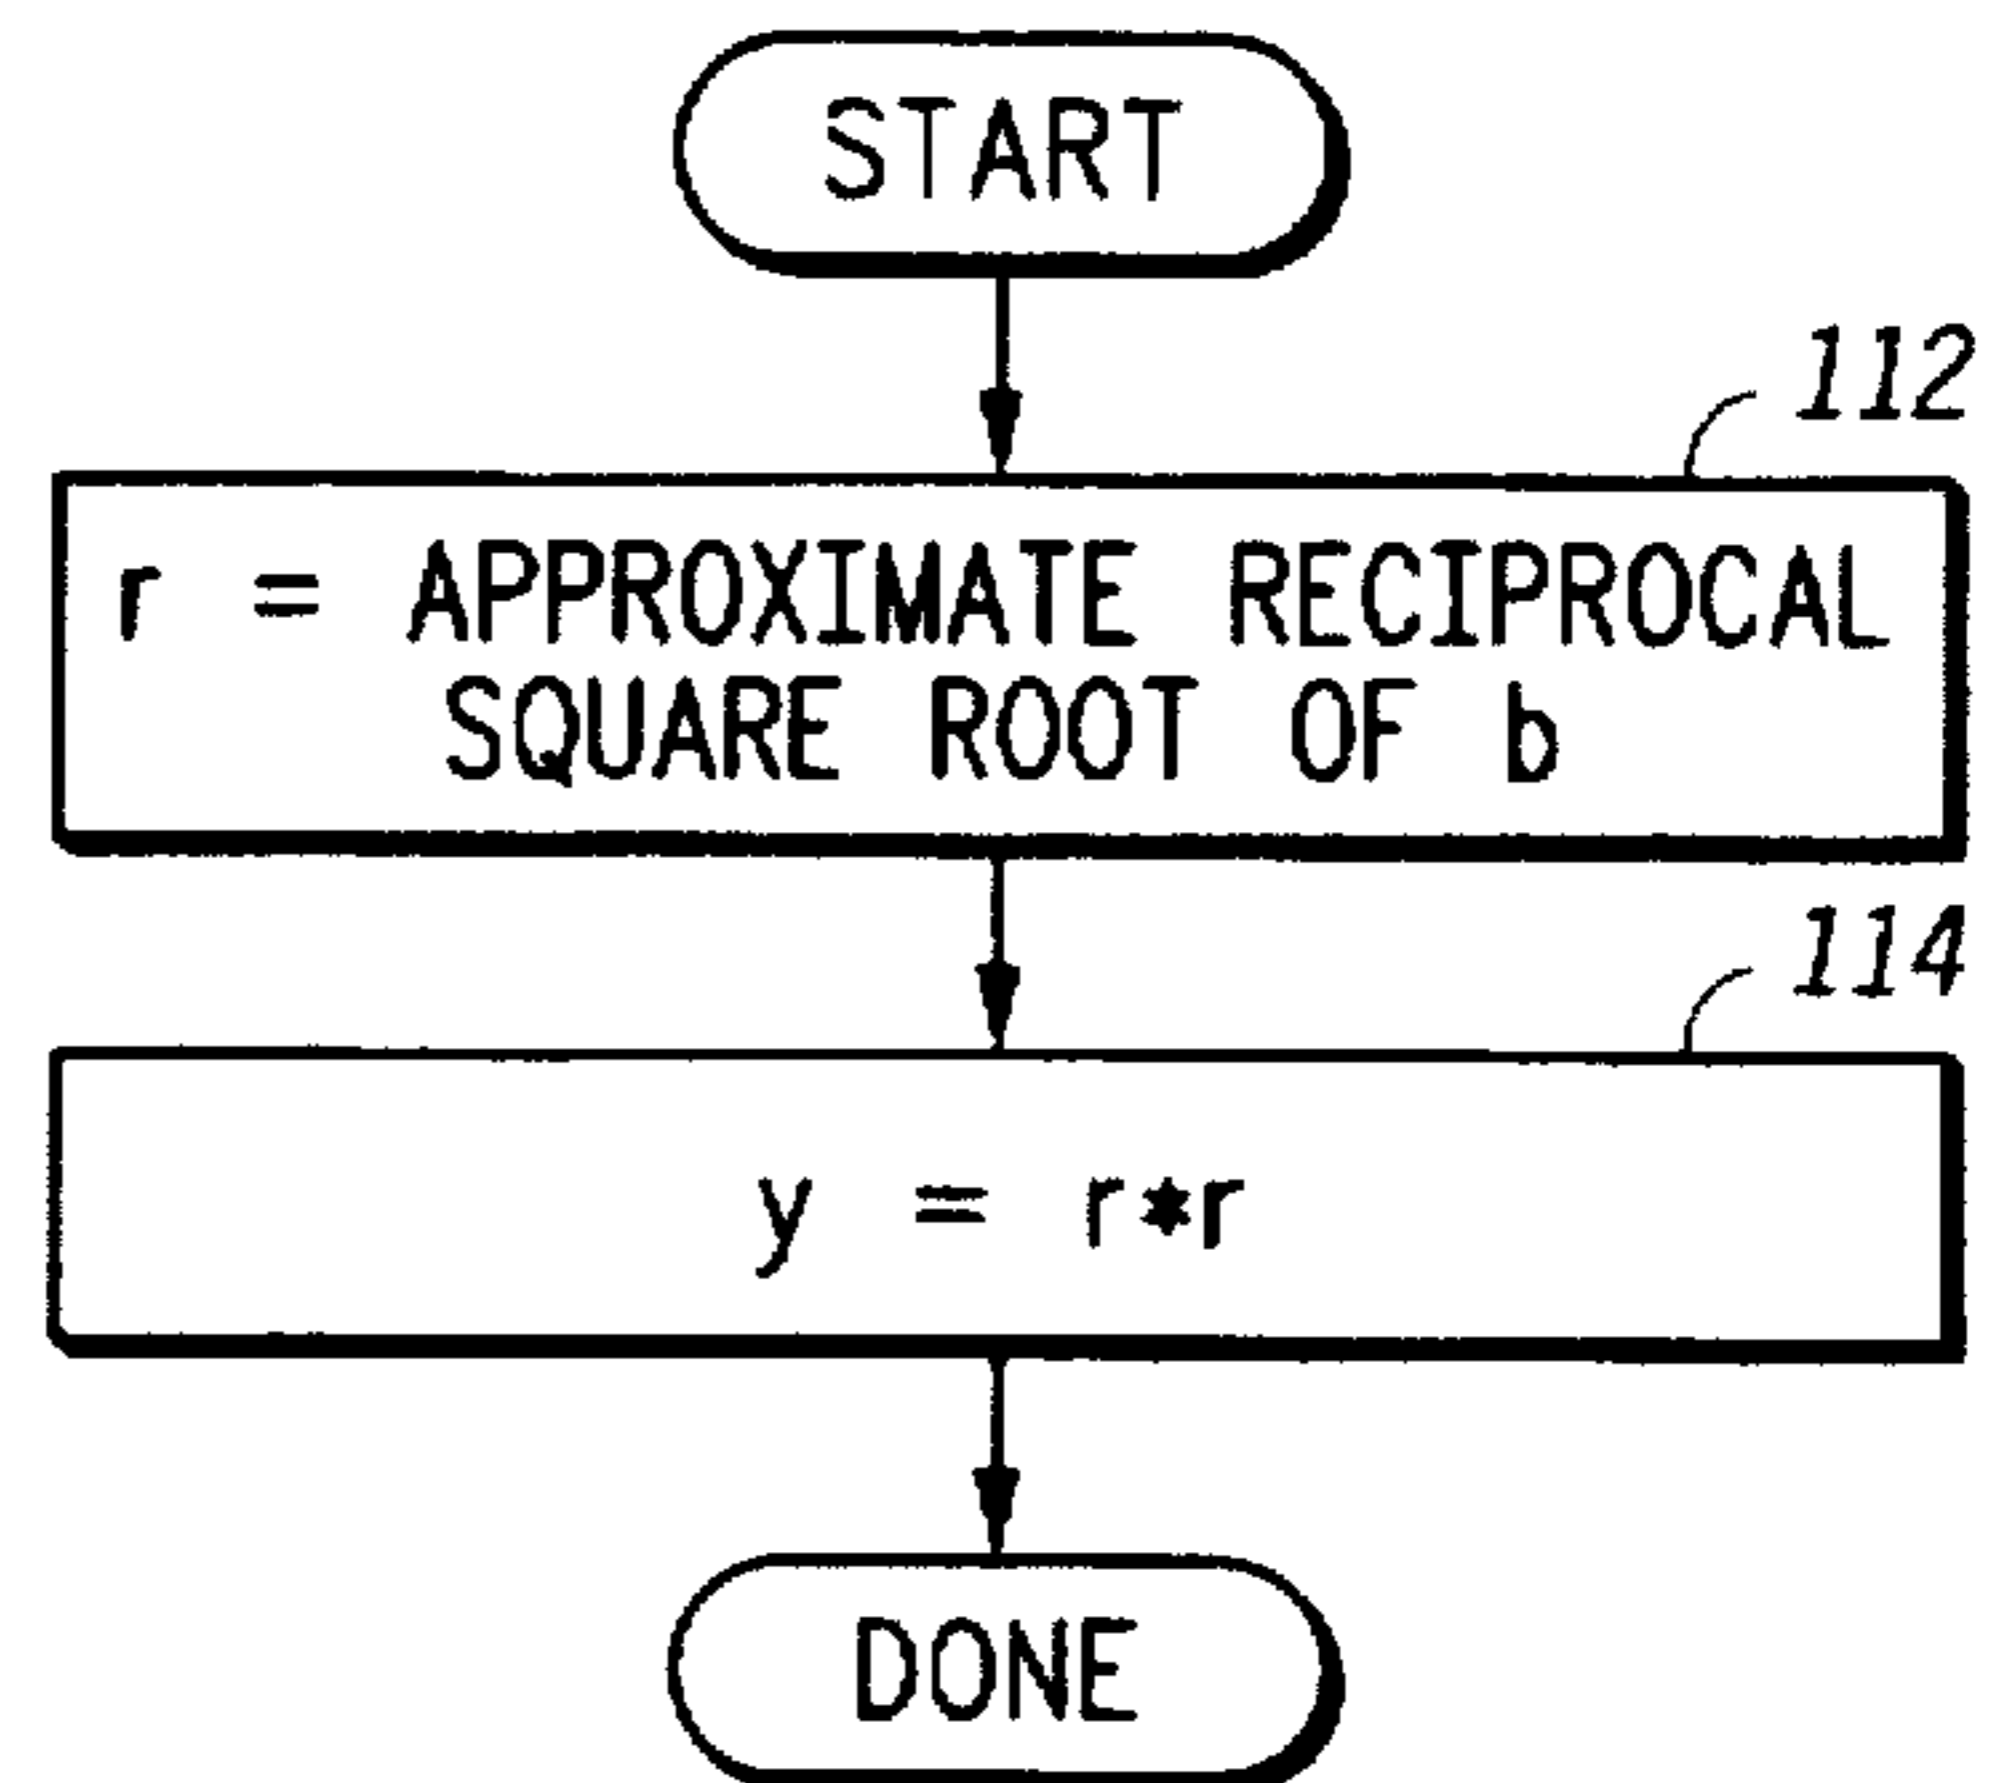 START
112
r = APPROXIMATE RECIPROCAL
SQUARE ROOT OF b
114
y = r*r
DONE